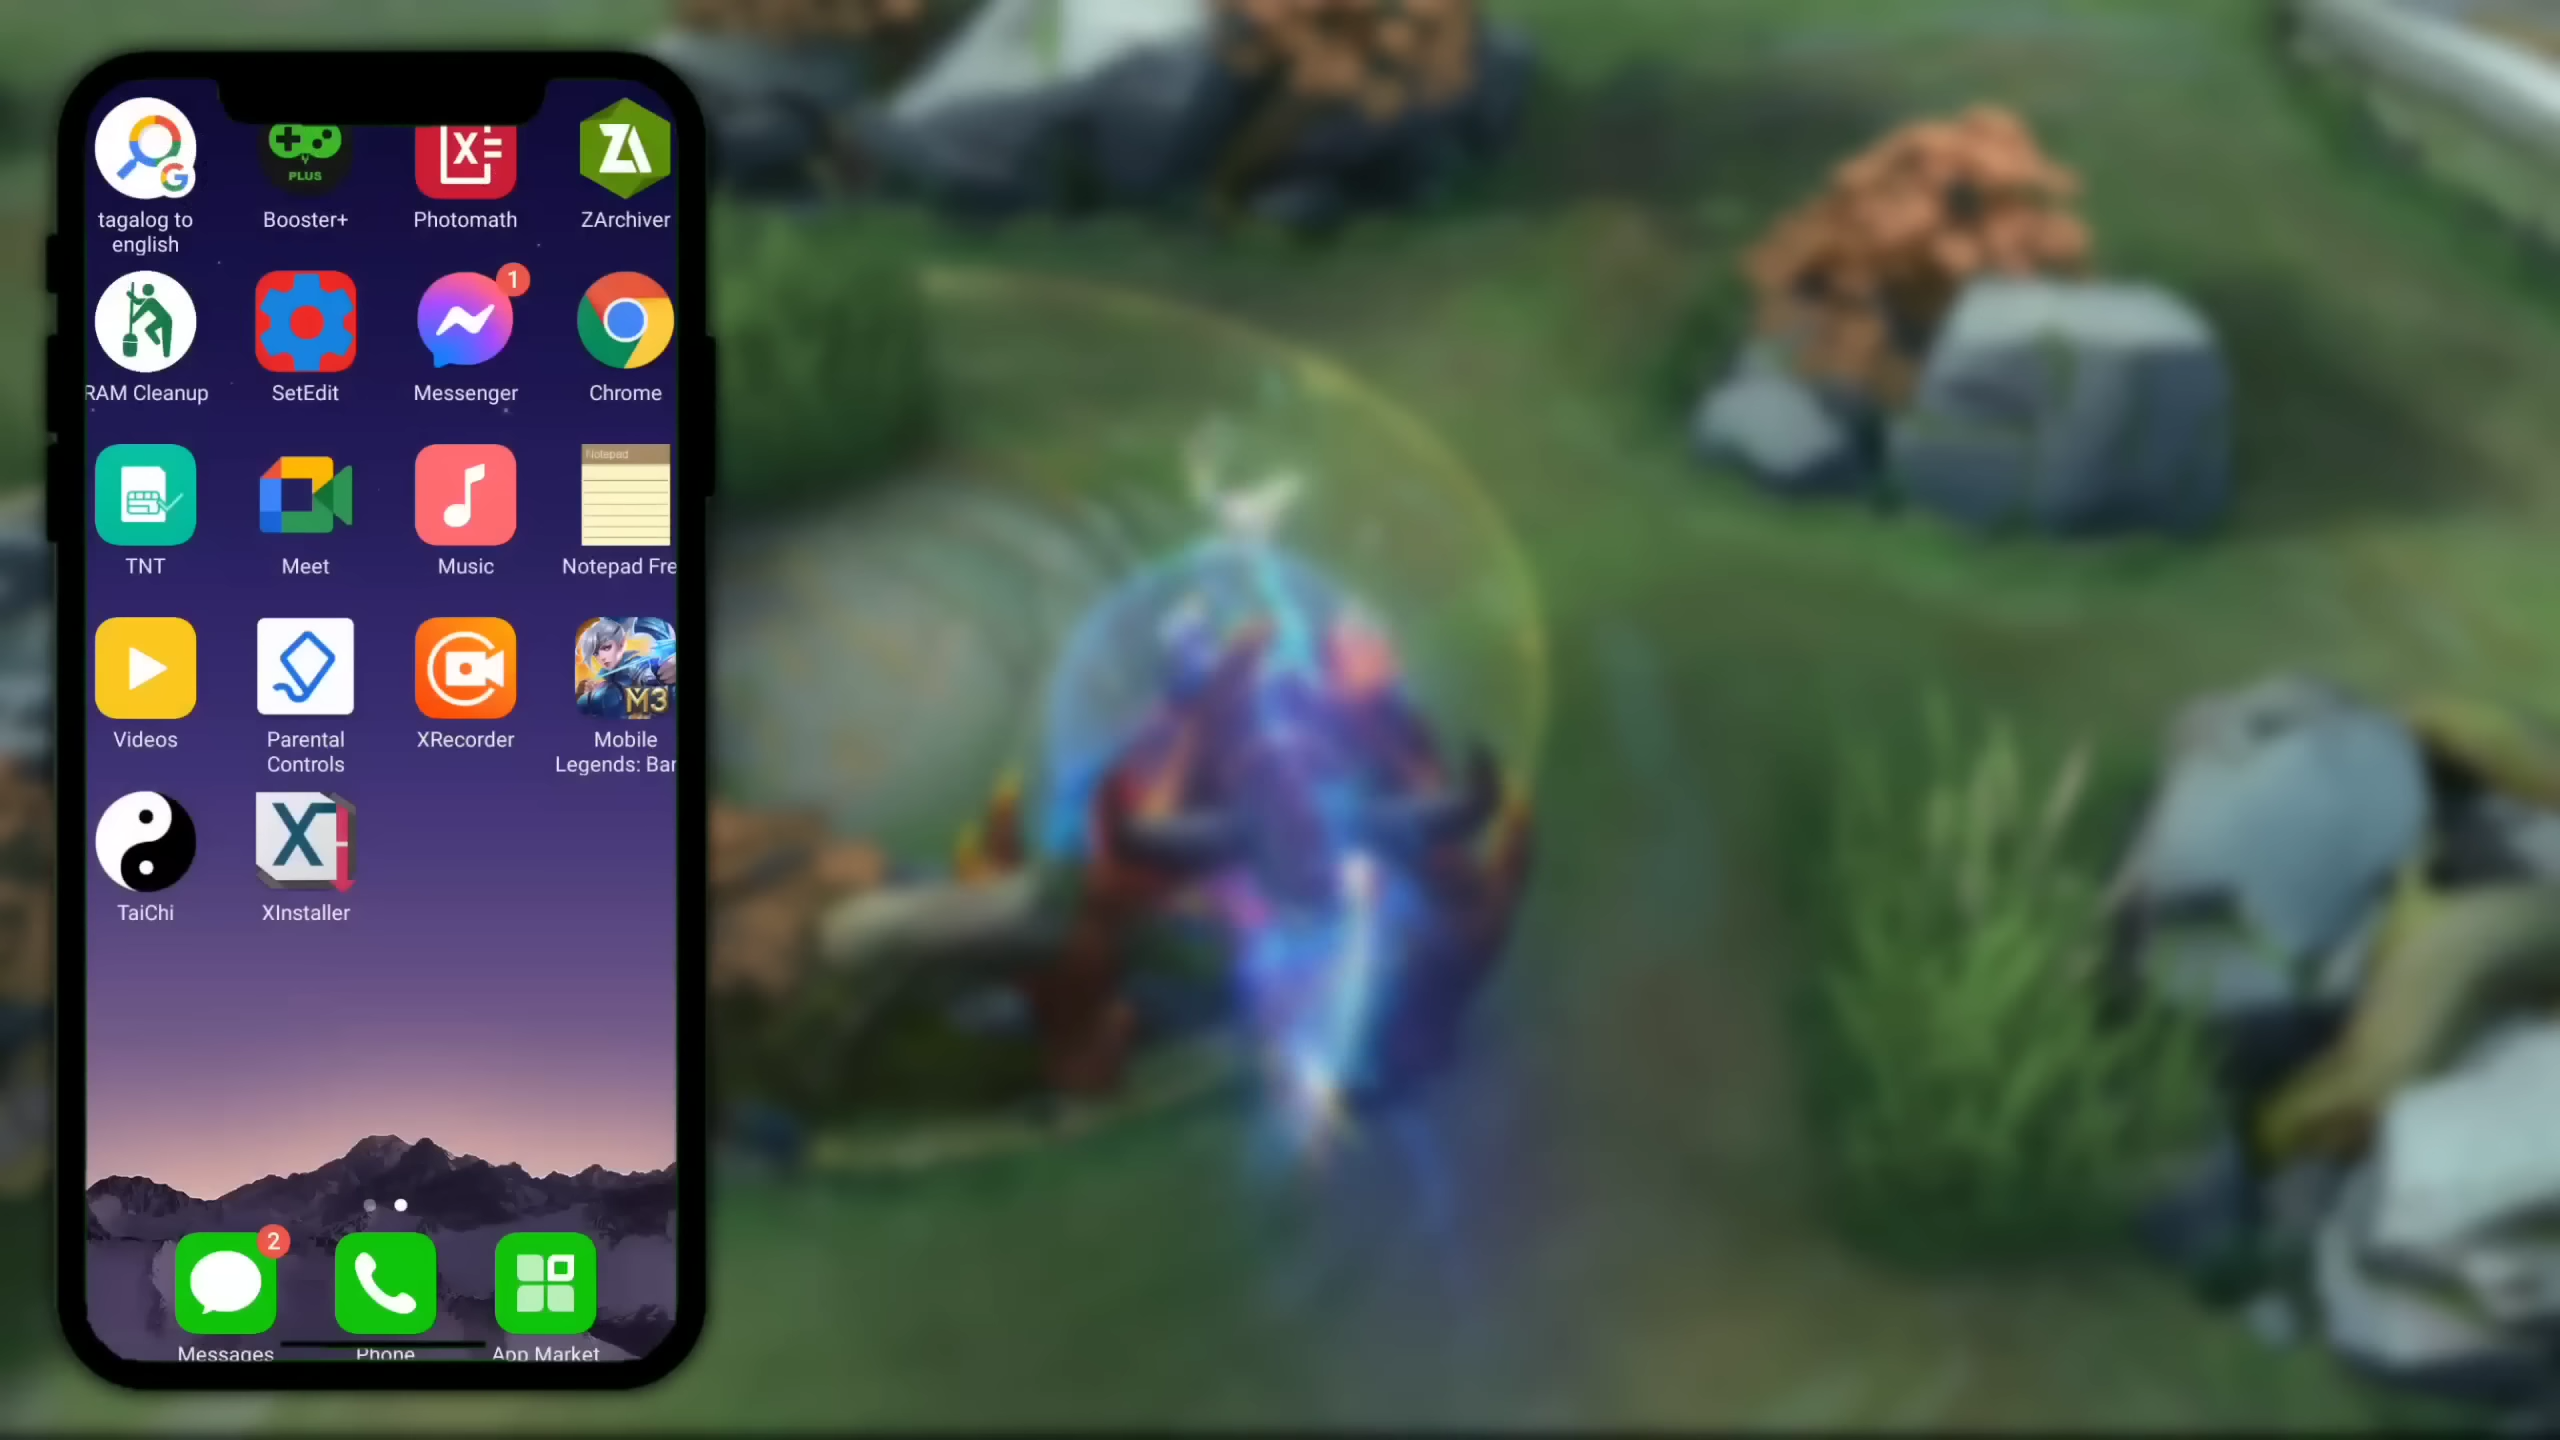 PLUS
tagalog to
english
Booster+
Photomath
ZArchiver
1
RAM Cleanup
SetEdit
Messenger
Chrome
Notepad
TNT
Meet
Music
Notepad Fre
M3
Videos
Parental
Controls
XRecorder
Mobile
Legends: Ban
TaiChi
XInstaller
2
Messages
Phone
App Market